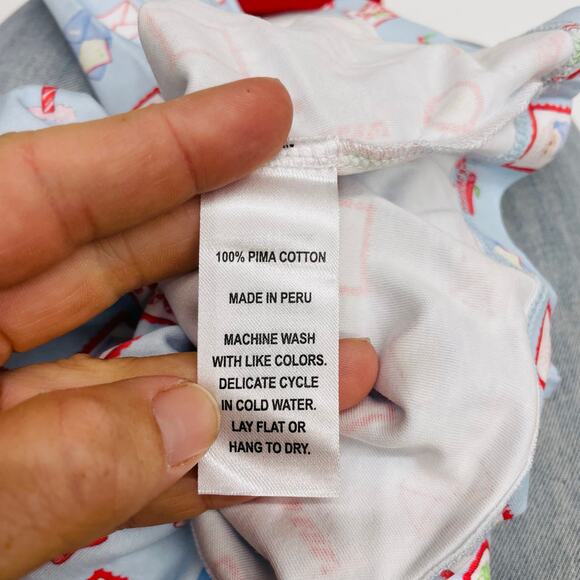 100% PIMA COTTON
MADE IN PERU
MACHINE WASH
WITH LIKE COLORS.
DELICATE CYCLE
IN COLD WATER.
LAY FLAT OR
HANG TO DRY.